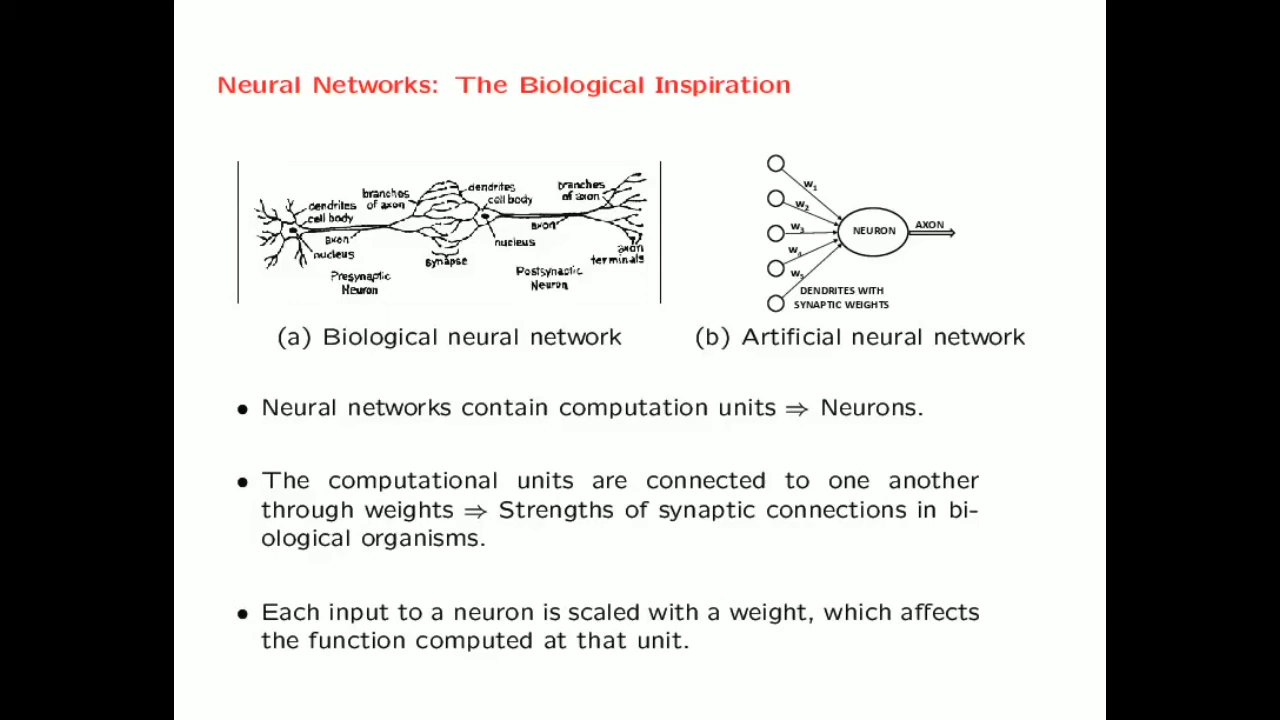 Neural Networks: The Biological Inspiration
dendrites
cell body
axon
nucleus
Presynaptic
Neuron
branches
of axon
synapse
dendrites
cell body
nucleus
axon
Postsynaptic
Neuron
branches
of axon
axon
terminals
w1
w2
w3
w4
w5
NEURON
AXON
DENDRITES WITH
SYNAPTIC WEIGHTS
(a) Biological neural network
(b) Artificial neural network
• Neural networks contain computation units ⇒ Neurons.
• The computational units are connected to one another
through weights ⇒ Strengths of synaptic connections in bi-
ological organisms.
• Each input to a neuron is scaled with a weight, which affects
the function computed at that unit.